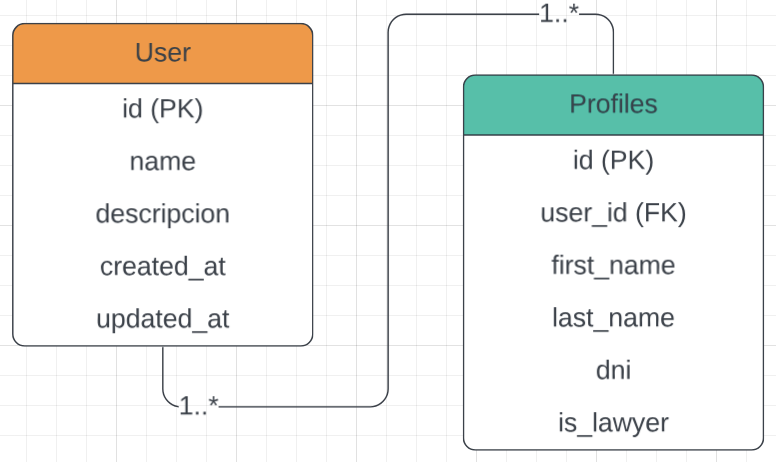 User
id (PK)
name
descripcion
created_at
updated_at
1..*
1..*
Profiles
id (PK)
user_id (FK)
first_name
last_name
dni
is_lawyer